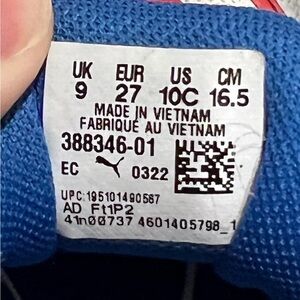 UK EUR US CM
9 27 10C 16.5
MADE IN VIETNAM
FABRIQUÉ AU VIETNAM
388346-01
EC 0322
UPC:195101490567
AD Ft1P2
41n00737 4601405798_1